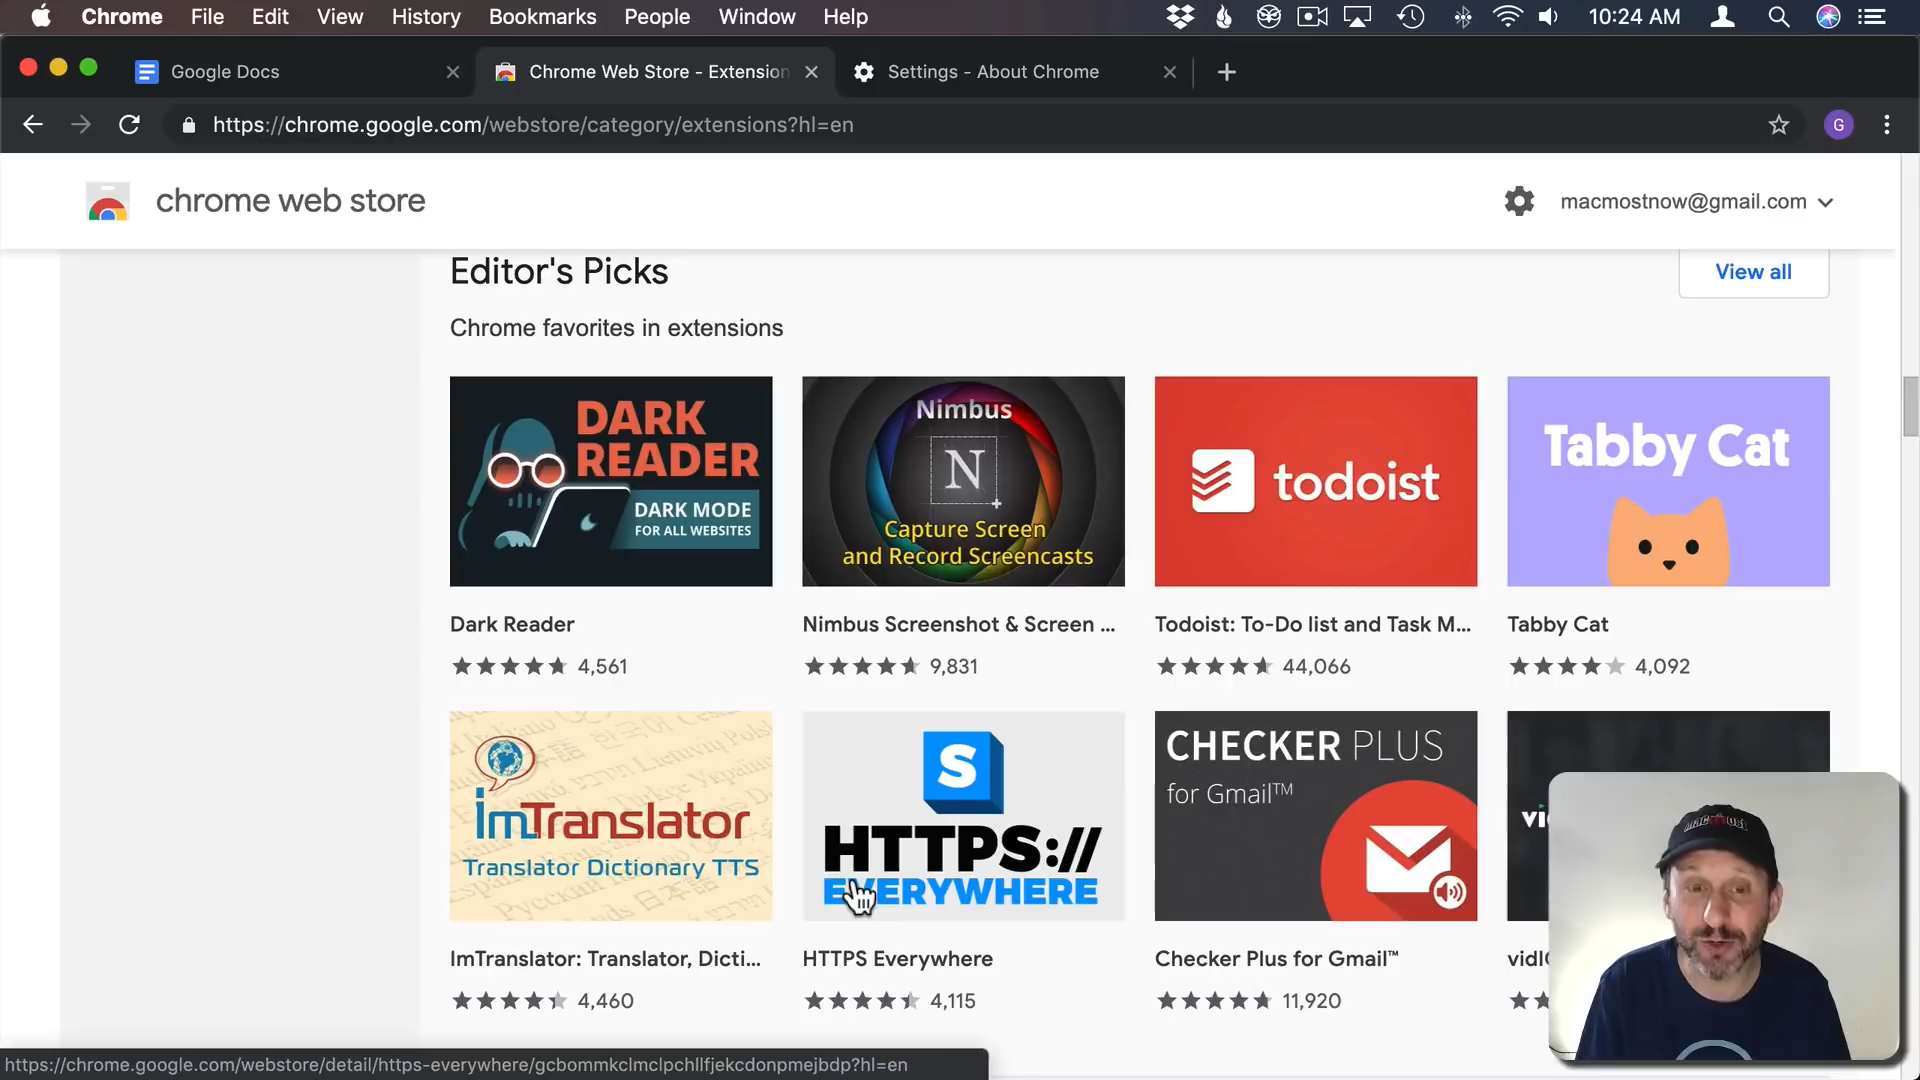 Chrome File Edit View History Bookmarks People Window Help 10:24 AM
Google Docs
Chrome Web Store - Extension
Settings - About Chrome
https://chrome.google.com/webstore/category/extensions?hl=en
G
chrome web store
macmostnow@gmail.com
Editor's Picks
View all
Chrome favorites in extensions
DARK
READER
DARK MODE
FOR ALL WEBSITES
Nimbus
N
Capture Screen
and Record Screencasts
todoist
Tabby Cat
Dark Reader
4,561
Nimbus Screenshot & Screen ...
9,831
Todoist: To-Do list and Task M...
44,066
Tabby Cat
4,092
ImTranslator
Translator Dictionary TTS
S
HTTPS://
EVERYWHERE
CHECKER PLUS
for Gmail™
ImTranslator: Translator, Dicti...
4,460
HTTPS Everywhere
4,115
Checker Plus for Gmail™
11,920
https://chrome.google.com/webstore/detail/https-everywhere/gcbommkclmclpchllfjekcdonpmejbdp?hl=en